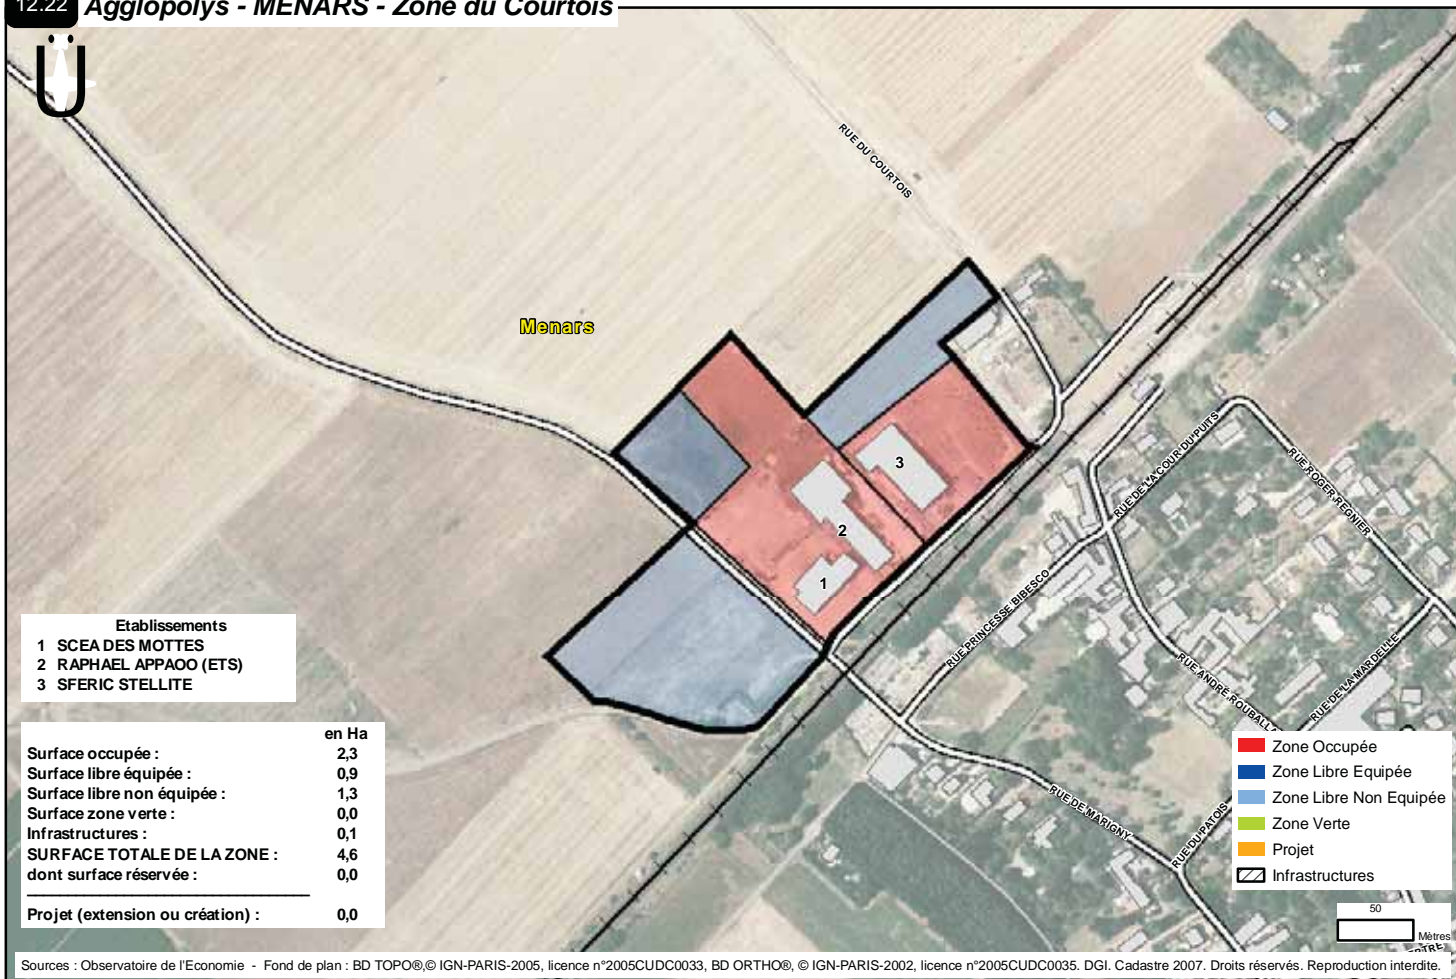 12.22 Agglopolys - MENARS - Zone du Courtois
Ü
RUE DU COURTOIS
Menars
3
2
1
RUE DE LA COUR DU PUITS
RUE ROGER REGNIER
RUE PRINCESSE BIBESCO
RUE ANDRÉ ROUBALL
RUE DE LA MARDELLE
RUE DE MARIGNY
RUE DU PATOIS
Etablissements
1 SCEA DES MOTTES
2 RAPHAEL APPAOO (ETS)
3 SFERIC STELLITE
en Ha
Surface occupée : 2,3
Surface libre équipée : 0,9
Surface libre non équipée : 1,3
Surface zone verte : 0,0
Infrastructures : 0,1
SURFACE TOTALE DE LA ZONE : 4,6
dont surface réservée : 0,0
Projet (extension ou création) : 0,0
Zone Occupée
Zone Libre Equipée
Zone Libre Non Equipée
Zone Verte
Projet
Infrastructures
50
Mètres
Sources : Observatoire de l'Economie - Fond de plan : BD TOPO®,© IGN-PARIS-2005, licence n°2005CUDC0033, BD ORTHO®, © IGN-PARIS-2002, licence n°2005CUDC0035. DGI. Cadastre 2007. Droits réservés. Reproduction interdite.